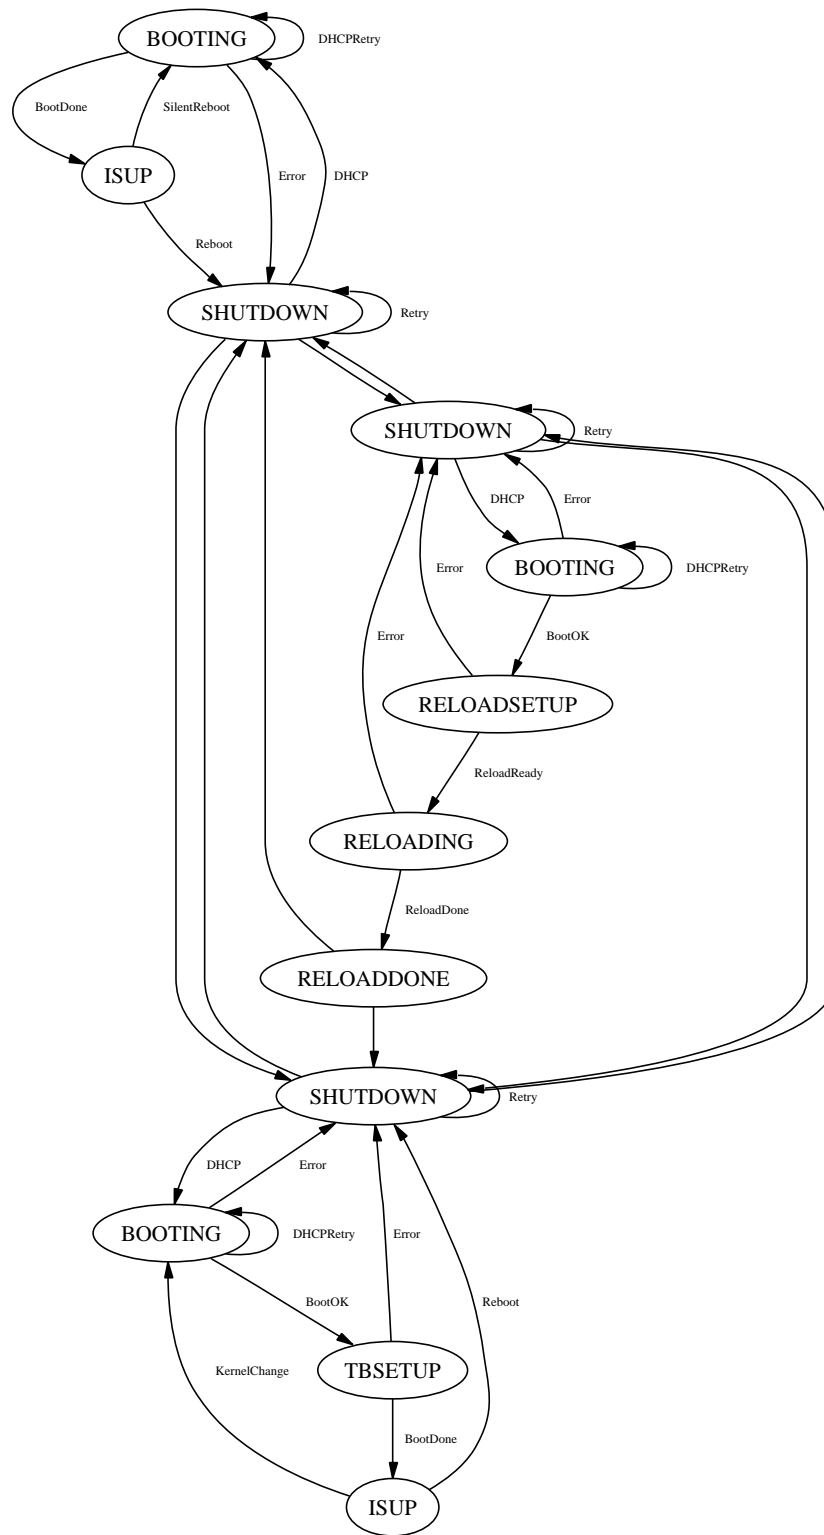 BOOTING
DHCPRetry
BootDone
SilentReboot
ISUP
Error
DHCP
Reboot
SHUTDOWN
Retry
SHUTDOWN
Retry
DHCP
Error
BOOTING
DHCPRetry
Error
Error
BootOK
RELOADSETUP
ReloadReady
RELOADING
ReloadDone
RELOADDONE
SHUTDOWN
Retry
DHCP
Error
BOOTING
DHCPRetry
Error
BootOK
Reboot
TBSETUP
KernelChange
BootDone
ISUP